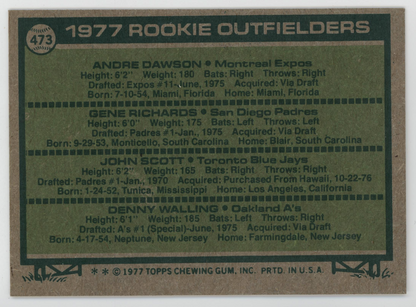 473
1977 ROOKIE OUTFIELDERS
ANDRE DAWSON • Montreal Expos
Height: 6'2" Weight: 180 Bats: Right Throws: Right
Drafted: Expos #11-June, 1975 Acquired: Via Draft
Born: 7-10-54, Miami, Florida Home: Miami, Florida
GENE RICHARDS • San Diego Padres
Height: 6'0" Weight: 175 Bats: Left Throws: Left
Drafted: Padres #1-Jan., 1975 Acquired: Via Draft
Born: 9-29-53, Monticello, South Carolina Home: Blair, South Carolina
JOHN SCOTT • Toronto Blue Jays
Height: 6'2" Weight: 165 Bats: Right Throws: Right
Drafted: Padres #1-Jan., 1970 Acquired: Purchased From Hawaii, 10-22-76
Born: 1-24-52, Tunica, Mississippi Home: Los Angeles, California
DENNY WALLING • Oakland A's
Height: 6'1" Weight: 185 Bats: Left Throws: Right
Drafted: A's #1 (Special)-June, 1975 Acquired: Via Draft
Born: 4-17-54, Neptune, New Jersey Home: Farmingdale, New Jersey
** © 1977 TOPPS CHEWING GUM, INC. PRTD. IN U.S.A.